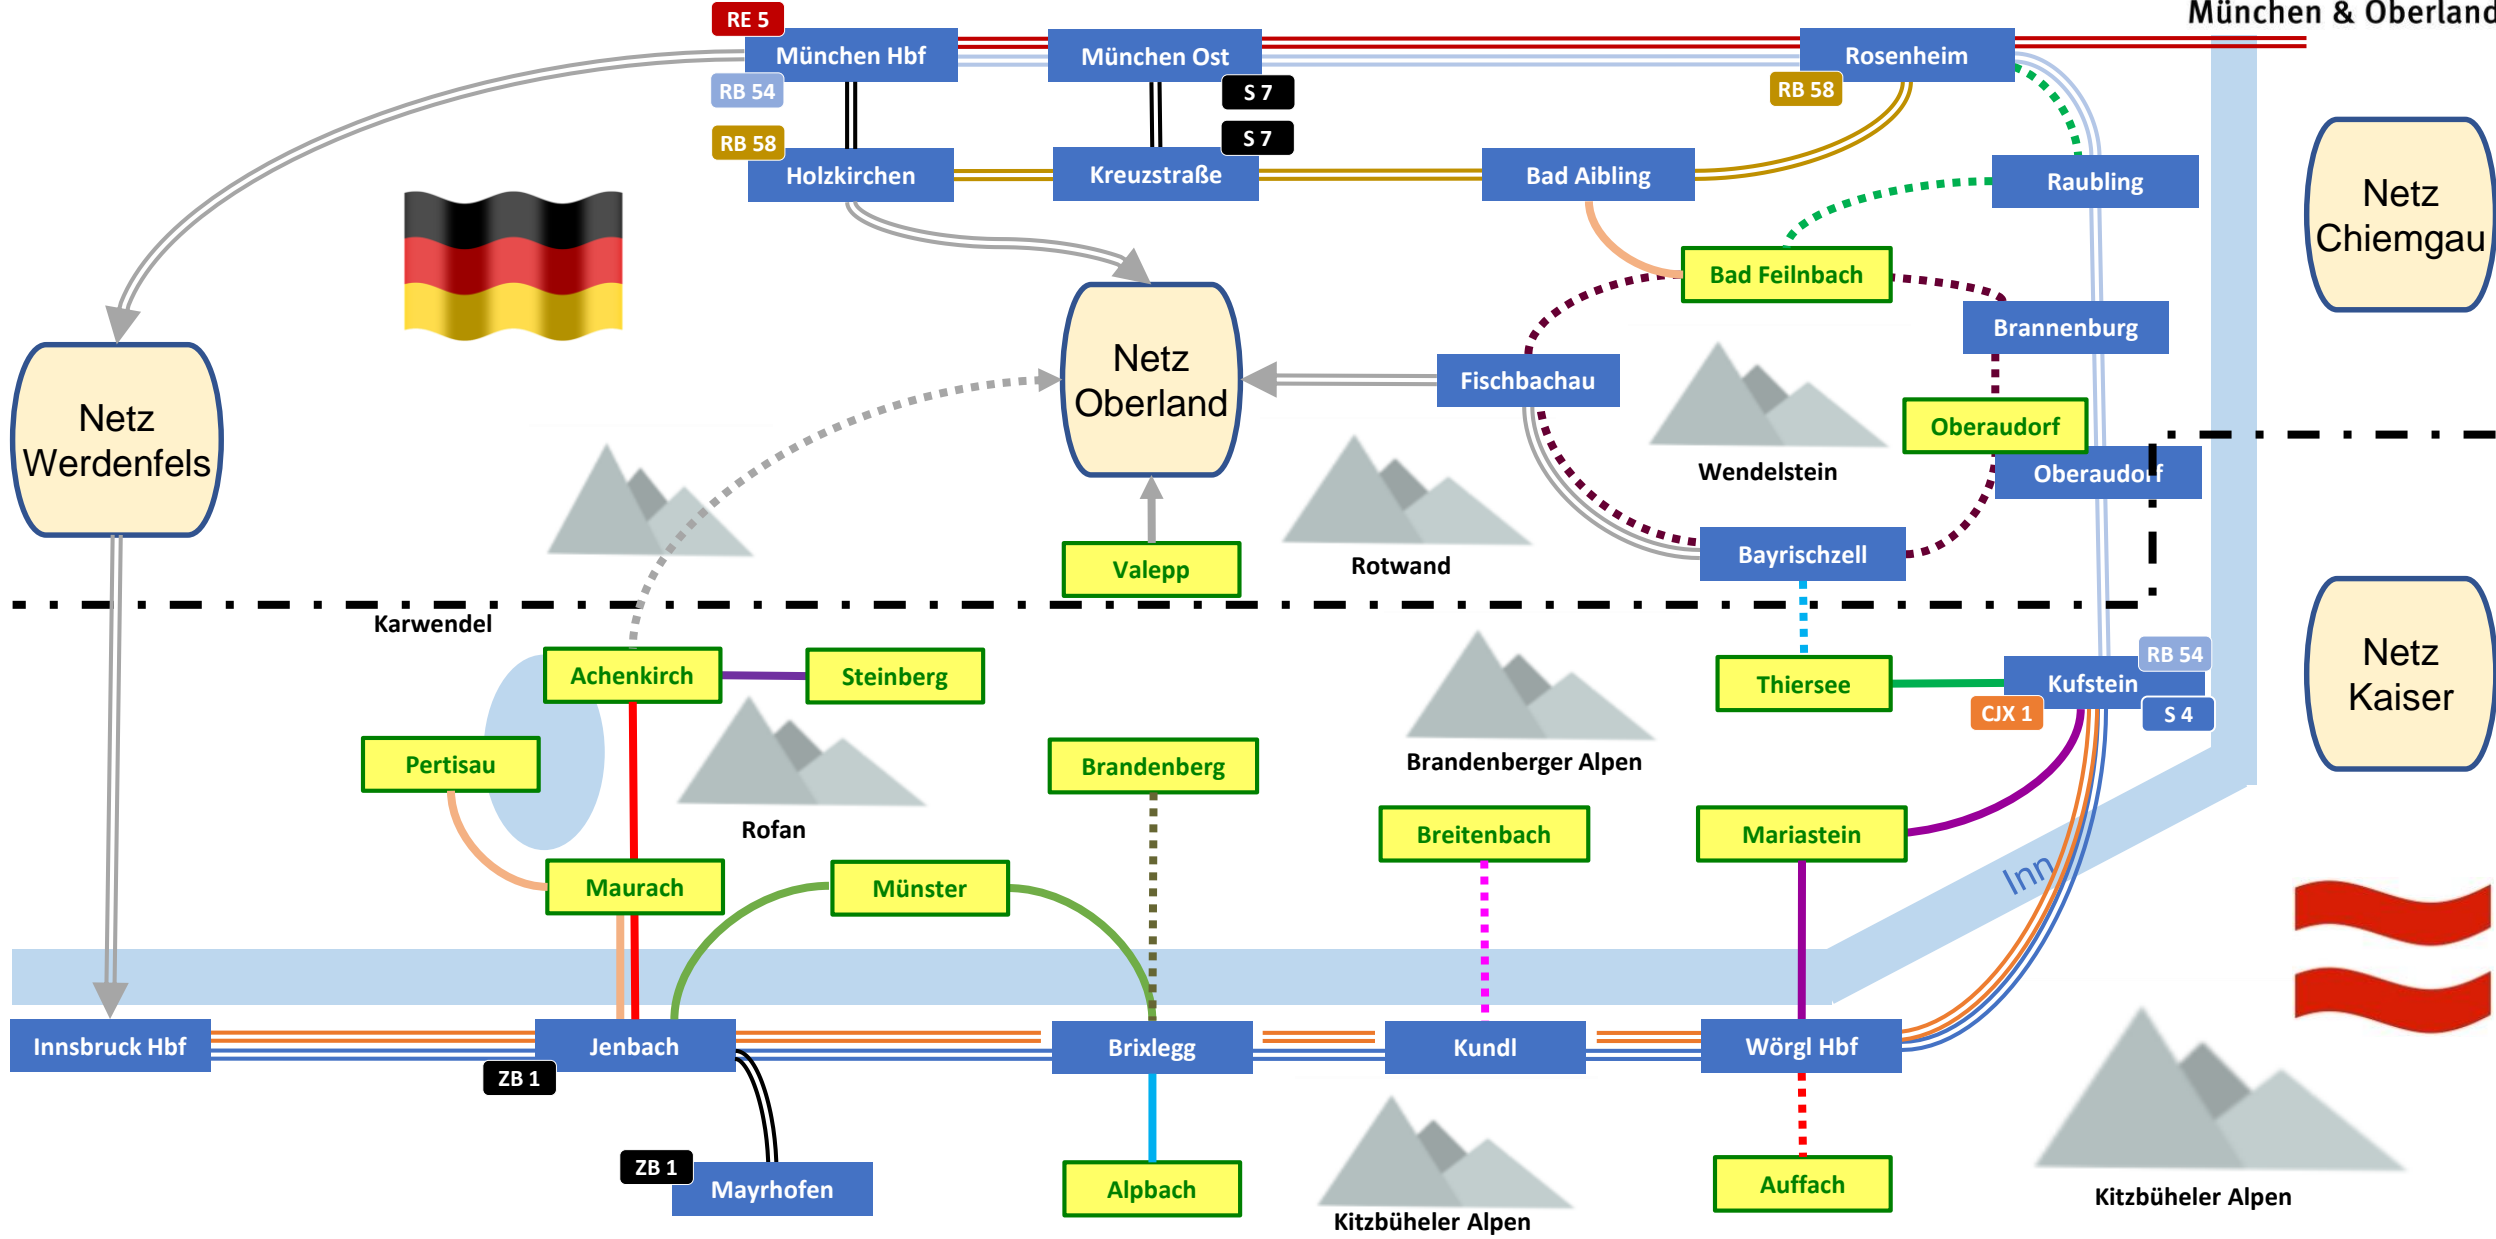 München & Oberland
RE 5
München Hbf
München Ost
Rosenheim
RB 54
S 7
RB 58
RB 58
S 7
Holzkirchen
Kreuzstraße
Bad Aibling
Raubling
Netz
Chiemgau
Bad Feilnbach
Brannenburg
Netz
Oberland
Fischbachau
Netz
Werdenfels
Oberaudorf
Wendelstein
Oberaudorf
Bayrischzell
Rotwand
Valepp
Karwendel
Achenkirch
Steinberg
Thiersee
RB 54
Kufstein
CJX 1
S 4
Netz
Kaiser
Pertisau
Brandenberg
Brandenberger Alpen
Rofan
Breitenbach
Mariastein
Maurach
Münster
Inn
Innsbruck Hbf
Jenbach
Brixlegg
Kundl
Wörgl Hbf
ZB 1
ZB 1
Mayrhofen
Alpbach
Auffach
Kitzbüheler Alpen
Kitzbüheler Alpen